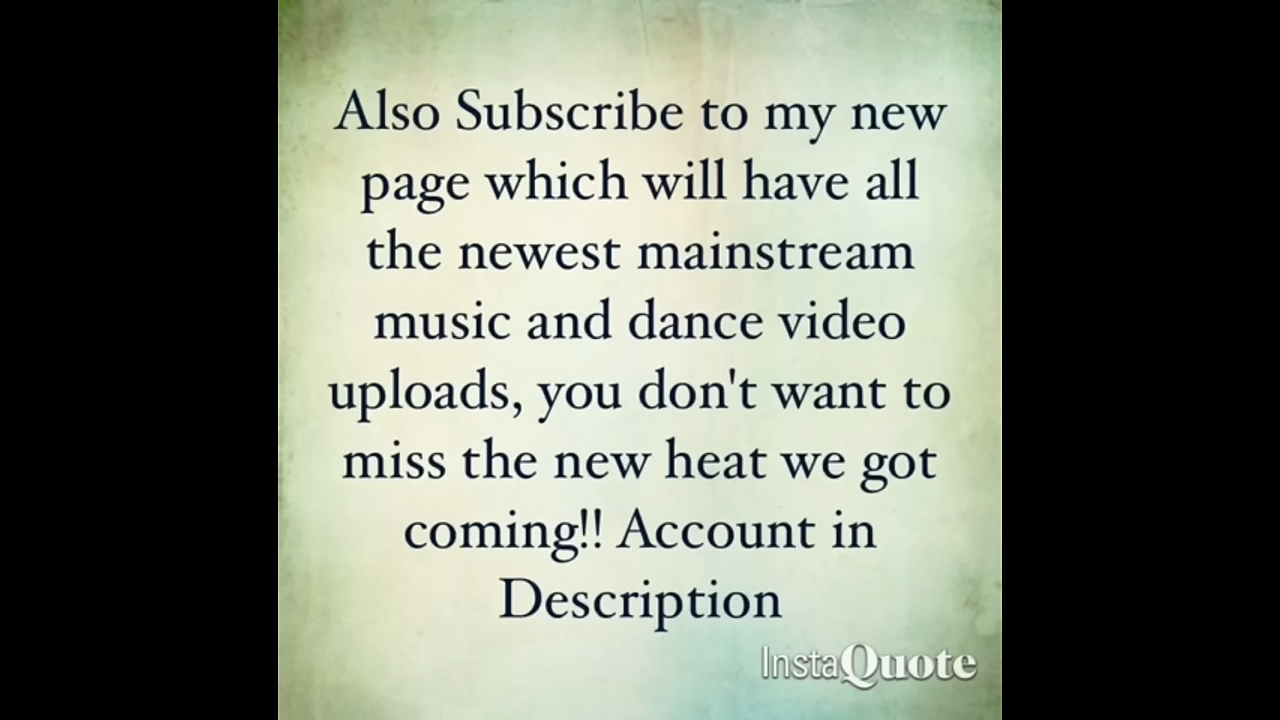 Also Subscribe to my new
page which will have all
the newest mainstream
music and dance video
uploads, you don't want to
miss the new heat we got
coming!! Account in
Description
InstaQuote